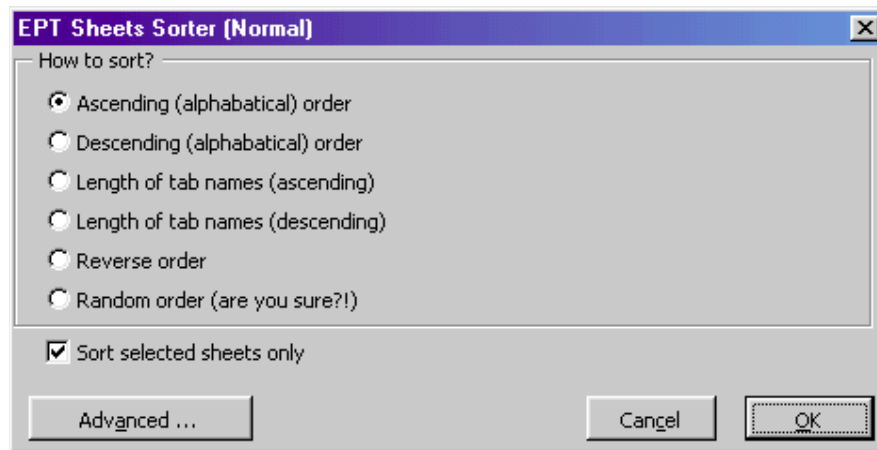 EPT Sheets Sorter (Normal)
How to sort?
Ascending (alphabatical) order
Descending (alphabatical) order
Length of tab names (ascending)
Length of tab names (descending)
Reverse order
Random order (are you sure?!)
Sort selected sheets only
Advanced ... Cancel OK